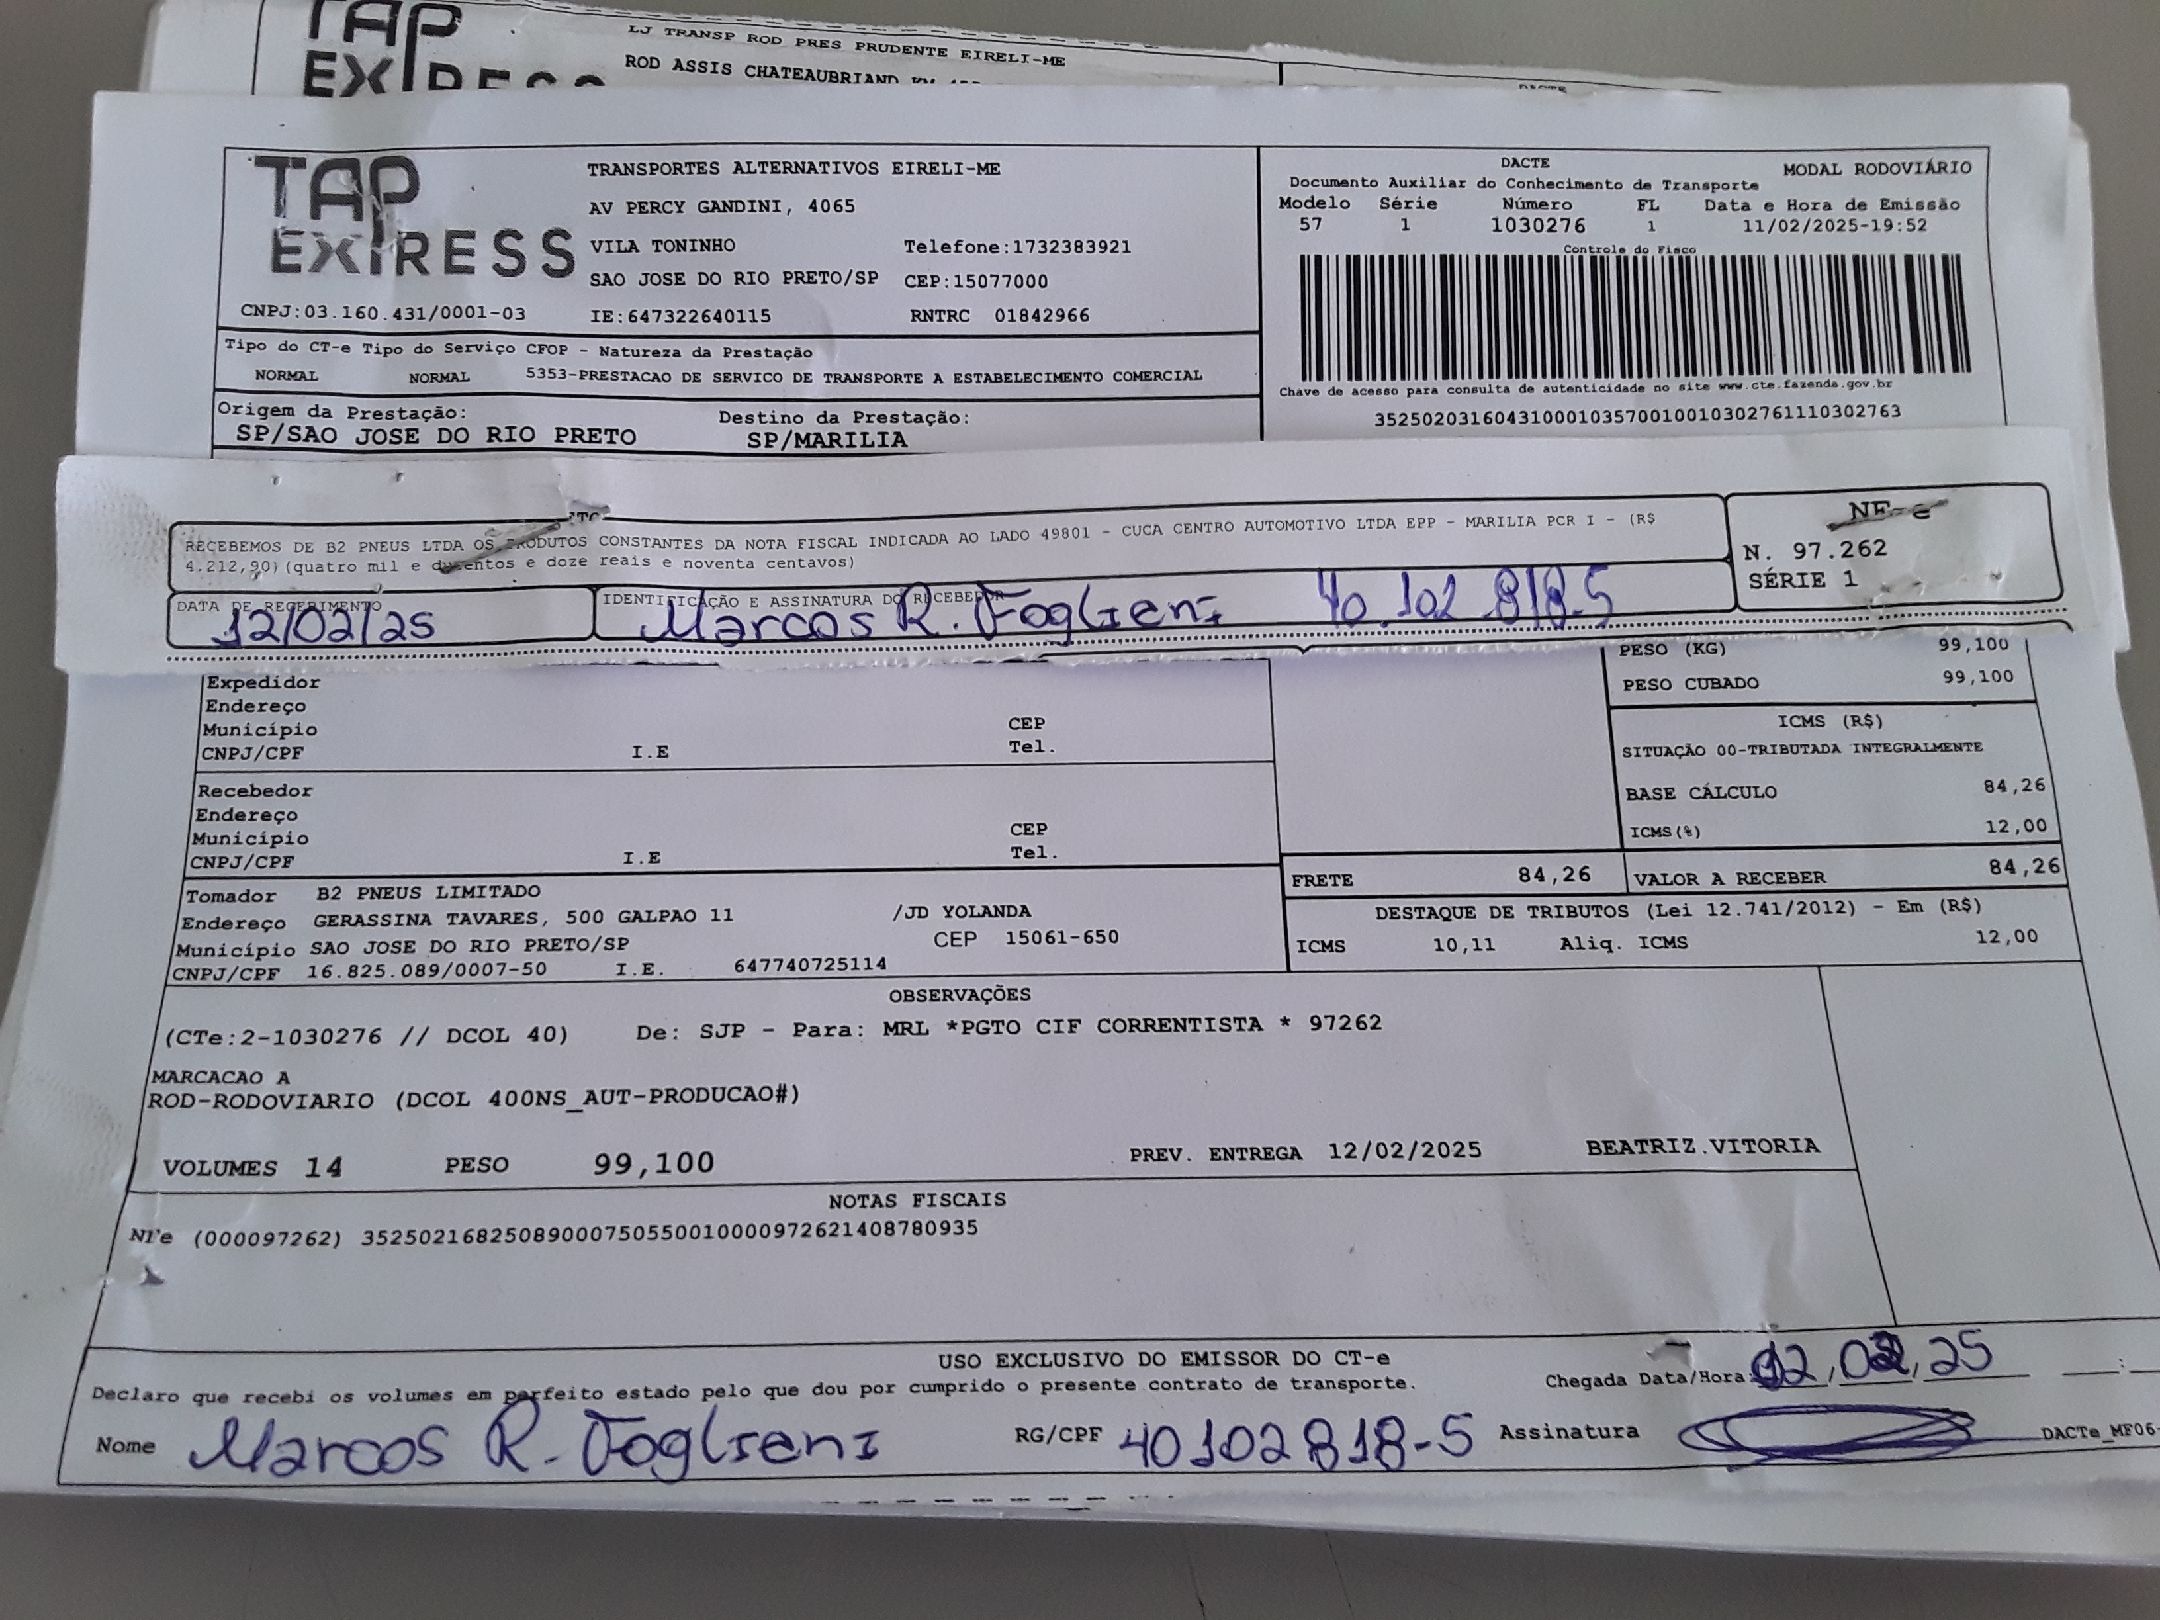 TAP
LJ TRANSP ROD PRES PRUDENTE EIRELI-ME
ROD ASSIS CHATEAUBRIAND
DACTE
TAP
EXPRESS
TRANSPORTES ALTERNATIVOS EIRELI-ME
AV PERCY GANDINI, 4065
VILA TONINHO Telefone:1732383921
SAO JOSE DO RIO PRETO/SP CEP:15077000
CNPJ:03.160.431/0001-03 IE:647322640115 RNTRC 01842966
DACTE MODAL RODOVIÁRIO
Documento Auxiliar do Conhecimento de Transporte
Modelo Série Número FL Data e Hora de Emissão
57 1 1030276 1 11/02/2025-19:52
Controle do Fisco
Chave de acesso para consulta de autenticidade no site www.cte.fazenda.gov.br
35250203160431000103570010010302761110302763
Tipo do CT-e Tipo do Serviço CFOP - Natureza da Prestação
NORMAL NORMAL 5353-PRESTACAO DE SERVICO DE TRANSPORTE A ESTABELECIMENTO COMERCIAL
Origem da Prestação: Destino da Prestação:
SP/SAO JOSE DO RIO PRETO SP/MARILIA
RECEBEMOS DE B2 PNEUS LTDA OS PRODUTOS CONSTANTES DA NOTA FISCAL INDICADA AO LADO 49801 - CUCA CENTRO AUTOMOTIVO LTDA EPP - MARILIA PCR I - (R$
4.212,90)(quatro mil e duzentos e doze reais e noventa centavos)
NF-e
N. 97.262
SÉRIE 1
DATA DE RECEBIMENTO IDENTIFICAÇÃO E ASSINATURA DO RECEBEDOR
12/02/25 Marcos R. Foglieni 40.102 818-5
PESO (KG) 99,100
PESO CUBADO 99,100
Expedidor
Endereço
Município CEP
CNPJ/CPF I.E Tel.
ICMS (R$)
SITUAÇÃO 00-TRIBUTADA INTEGRALMENTE
BASE CÁLCULO 84,26
ICMS(%) 12,00
Recebedor
Endereço
Município CEP
CNPJ/CPF I.E Tel.
FRETE 84,26 VALOR A RECEBER 84,26
DESTAQUE DE TRIBUTOS (Lei 12.741/2012) - Em (R$)
ICMS 10,11 Aliq. ICMS 12,00
Tomador B2 PNEUS LIMITADO
Endereço GERASSINA TAVARES, 500 GALPAO 11 /JD YOLANDA
Município SAO JOSE DO RIO PRETO/SP CEP 15061-650
CNPJ/CPF 16.825.089/0007-50 I.E. 647740725114
OBSERVAÇÕES
(CTe:2-1030276 // DCOL 40) De: SJP - Para: MRL *PGTO CIF CORRENTISTA * 97262
MARCACAO A
ROD-RODOVIARIO (DCOL 400NS_AUT-PRODUCAO#)
VOLUMES 14 PESO 99,100 PREV. ENTREGA 12/02/2025 BEATRIZ.VITORIA
NOTAS FISCAIS
NFe (000097262) 35250216825089000750550010000972621408780935
USO EXCLUSIVO DO EMISSOR DO CT-e
Declaro que recebi os volumes em perfeito estado pelo que dou por cumprido o presente contrato de transporte. Chegada Data/Hora: 12,02,25
Nome Marcos R. Foglieni RG/CPF 40102818-5 Assinatura DACTe_MF06-